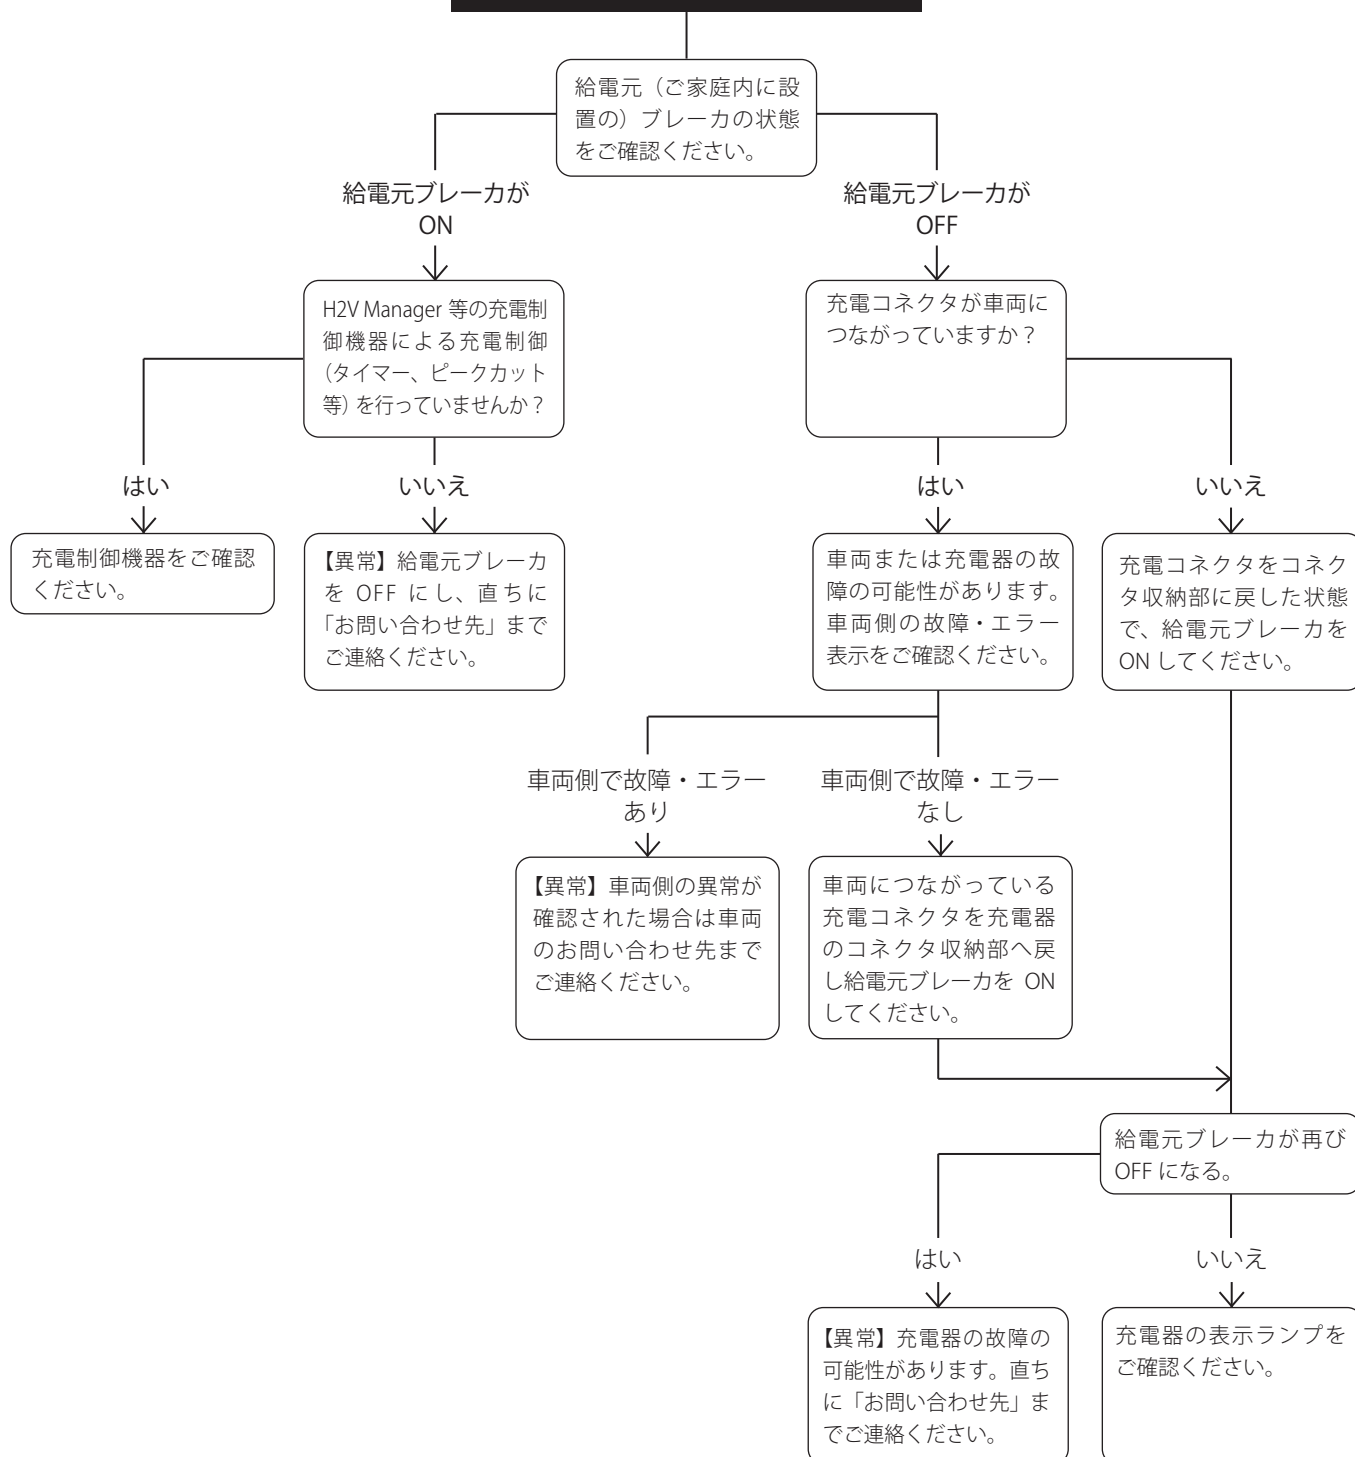 給電元（ご家庭内に設
置の）ブレーカの状態
をご確認ください。
給電元ブレーカが
ON
給電元ブレーカが
OFF
H2V Manager 等の充電制
御機器による充電制御
（タイマー、ピークカット
等）を行っていませんか？
充電コネクタが車両に
つながっていますか？
はい
いいえ
はい
いいえ
充電制御機器をご確認
ください。
【異常】給電元ブレーカ
を OFF にし、直ちに
「お問い合わせ先」まで
ご連絡ください。
車両または充電器の故
障の可能性があります。
車両側の故障・エラー
表示をご確認ください。
充電コネクタをコネク
タ収納部に戻した状態
で、給電元ブレーカを
ON してください。
車両側で故障・エラー
あり
車両側で故障・エラー
なし
【異常】車両側の異常が
確認された場合は車両
のお問い合わせ先まで
ご連絡ください。
車両につながっている
充電コネクタを充電器
のコネクタ収納部へ戻
し給電元ブレーカを ON
してください。
給電元ブレーカが再び
OFF になる。
はい
いいえ
【異常】充電器の故障の
可能性があります。直ち
に「お問い合わせ先」ま
でご連絡ください。
充電器の表示ランプを
ご確認ください。